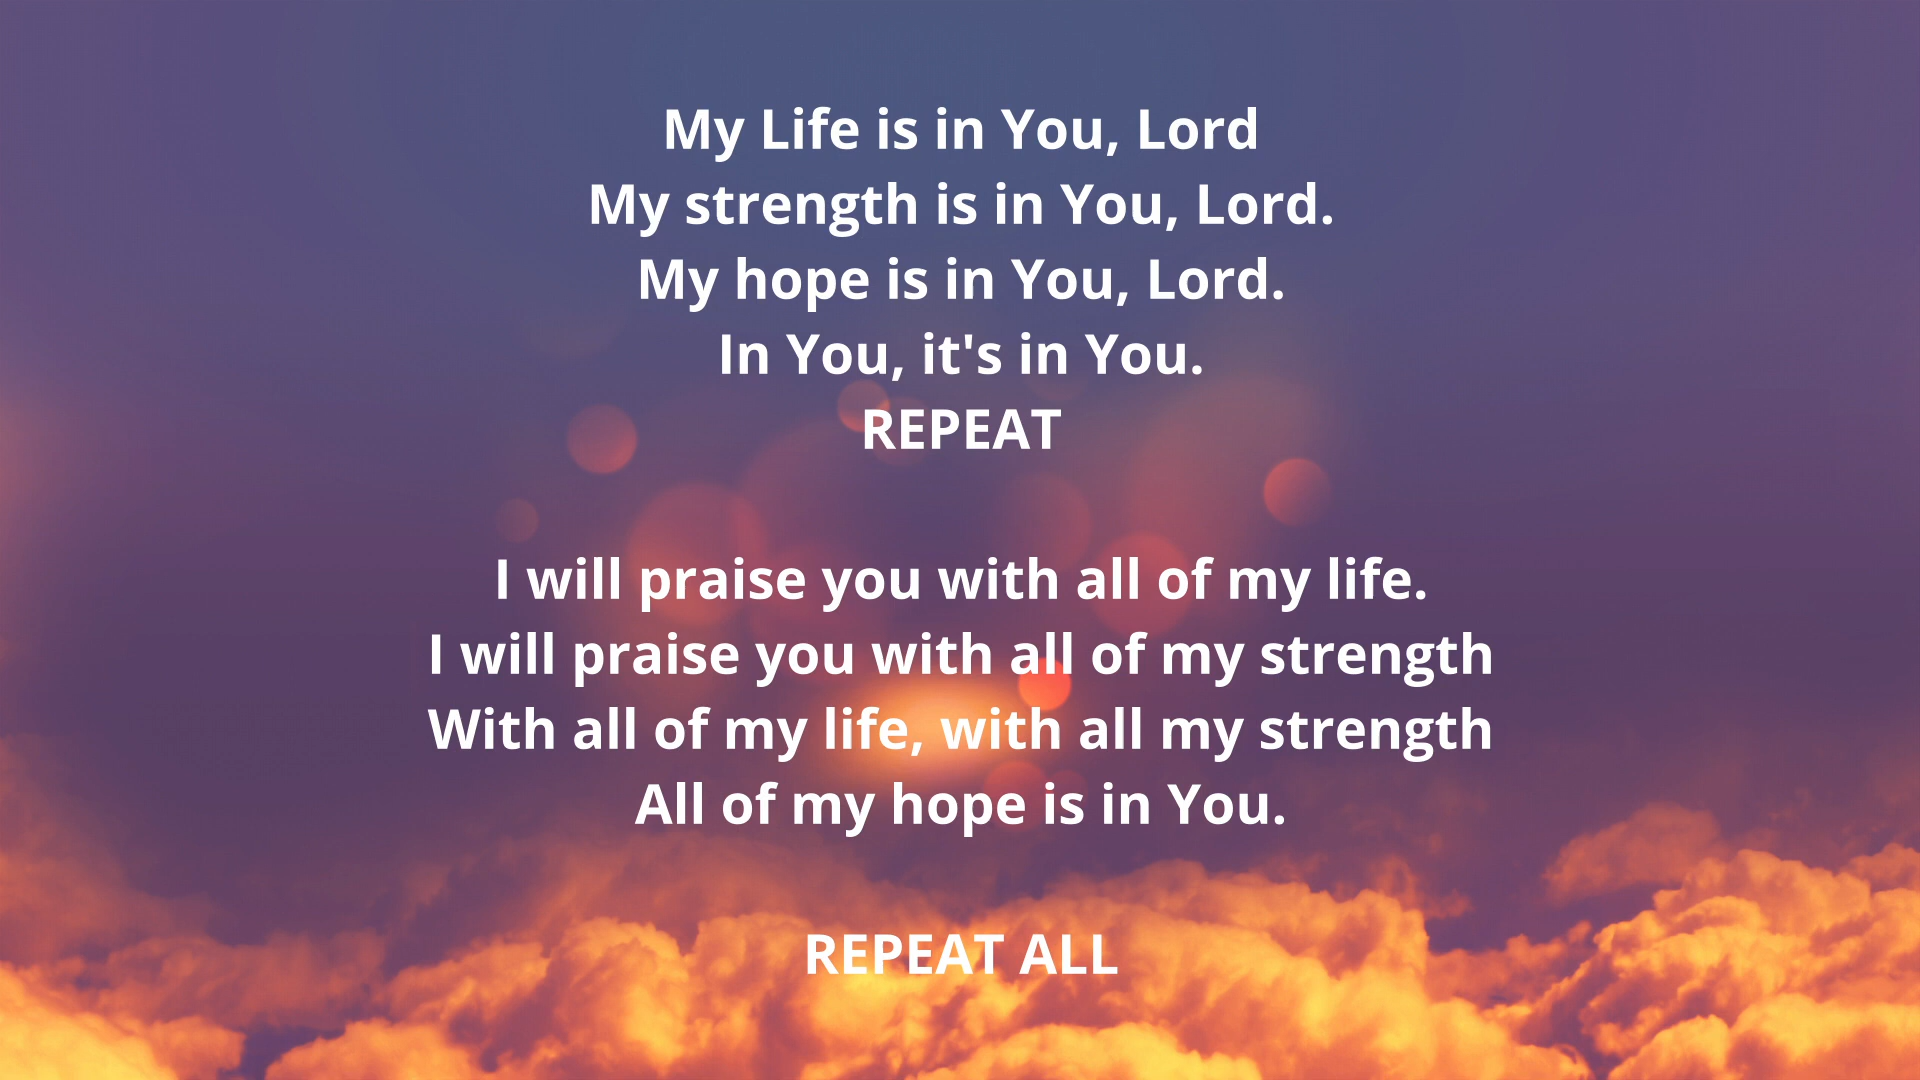 My Life is in You, Lord
My strength is in You, Lord.
My hope is in You, Lord.
In You, it's in You.
REPEAT
I will praise you with all of my life.
I will praise you with all of my strength
With all of my life, with all my strength
All of my hope is in You.
REPEAT ALL